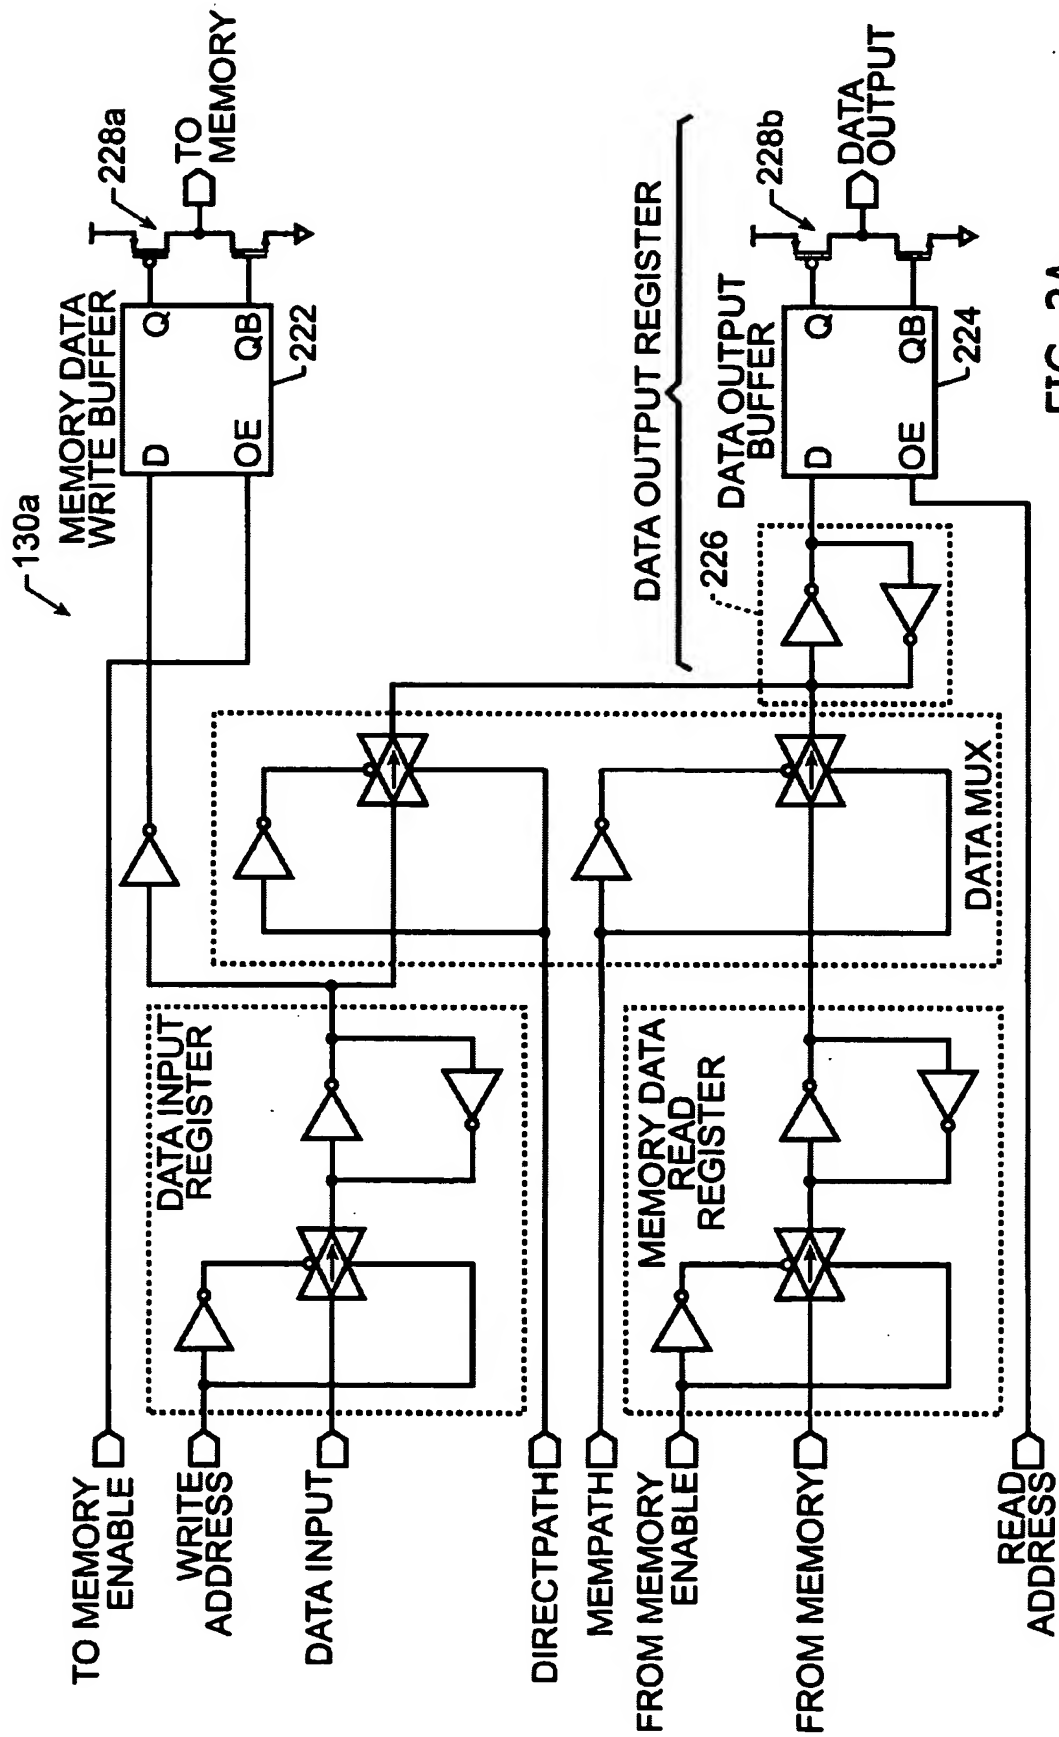 130a
MEMORY DATA
WRITE BUFFER
D
Q
OE
QB
222
228a
TO
MEMORY
TO MEMORY
ENABLE
WRITE
ADDRESS
DATA INPUT
DATA INPUT
REGISTER
DIRECTPATH
MEMPATH
FROM MEMORY
ENABLE
FROM MEMORY
MEMORY DATA
READ
REGISTER
DATA MUX
DATA OUTPUT REGISTER
226
DATA OUTPUT
BUFFER
D
Q
OE
QB
224
228b
DATA
OUTPUT
READ
ADDRESS